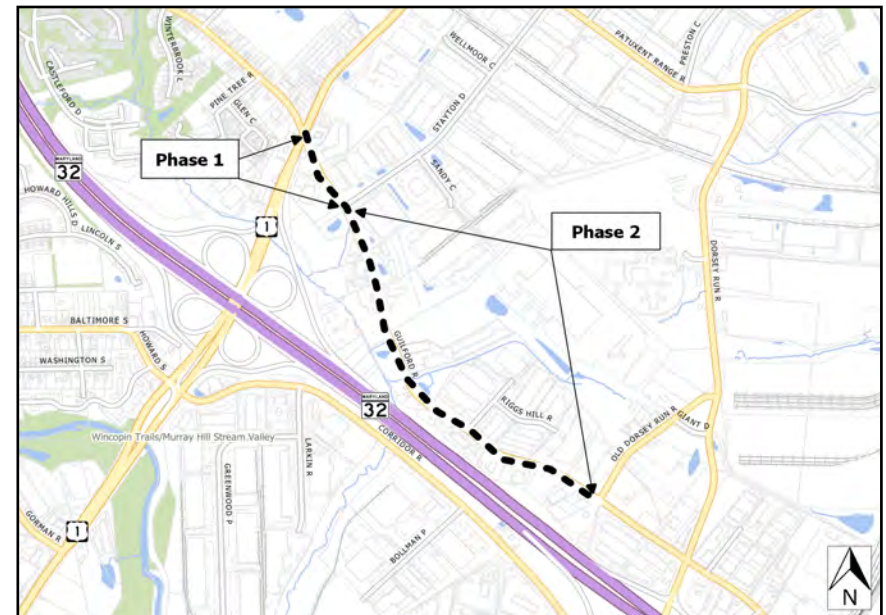 WINTERBROOK L
CASTLEFORD D
PINE TREE R
GLEN C
WELLMOOR C
STAYTON D
SANDY C
PATUXENT RANGE R
PRESTON C
Phase 1
MARYLAND
32
HOWARD HILLS D
LINCOLN S
1
Phase 2
DORSEY RUN R
BALTIMORE S
WASHINGTON S
HOWARD S
GUILFORD R
MARYLAND
32
RIGGS HILL R
CORRIDOR R
OLD DORSEY RUN R
GIANT D
Wincopin Trails/Murray Hill Stream Valley
LARKIN R
GREENWOOD P
BOLLMAN P
GORMAN R
1
N